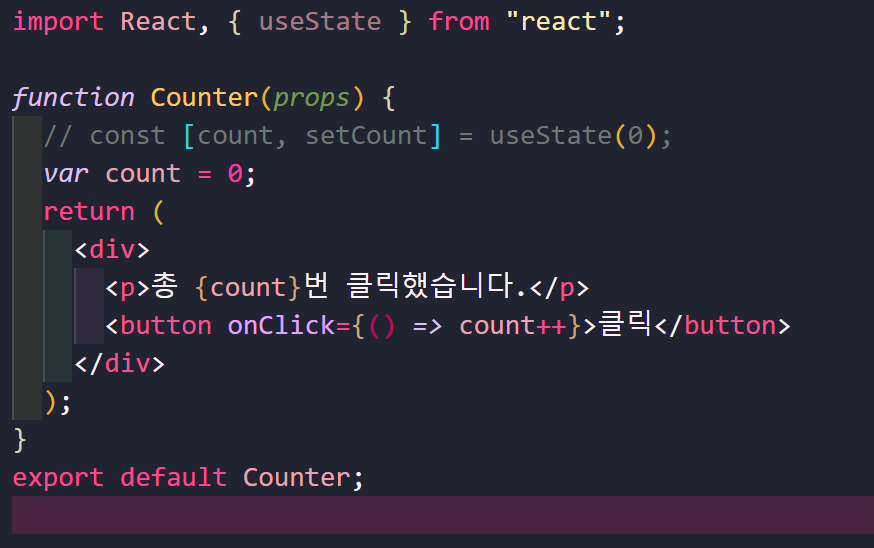 import React, { useState } from "react";
function Counter(props) {
// const [count, setCount] = useState(0);
var count = 0;
return (
<div>
<p>총 {count}번 클릭했습니다.</p>
<button onClick={() => count++}>클릭</button>
</div>
);
}
export default Counter;